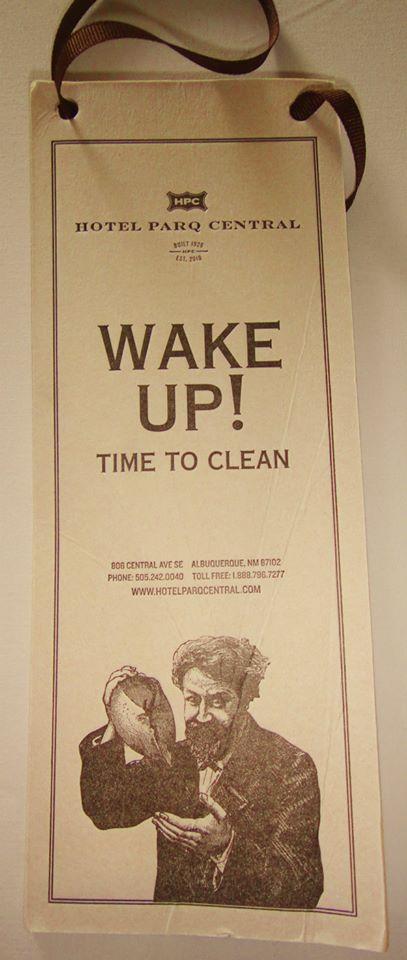 HPC
HOTEL PARQ CENTRAL
BUILT 1926
HPC
EST. 2010
WAKE
UP!
TIME TO CLEAN
806 CENTRAL AVE SE ALBUQUERQUE, NM 87102
PHONE: 505.242.0040 TOLL FREE: 1.888.796.7277
WWW.HOTELPARQCENTRAL.COM